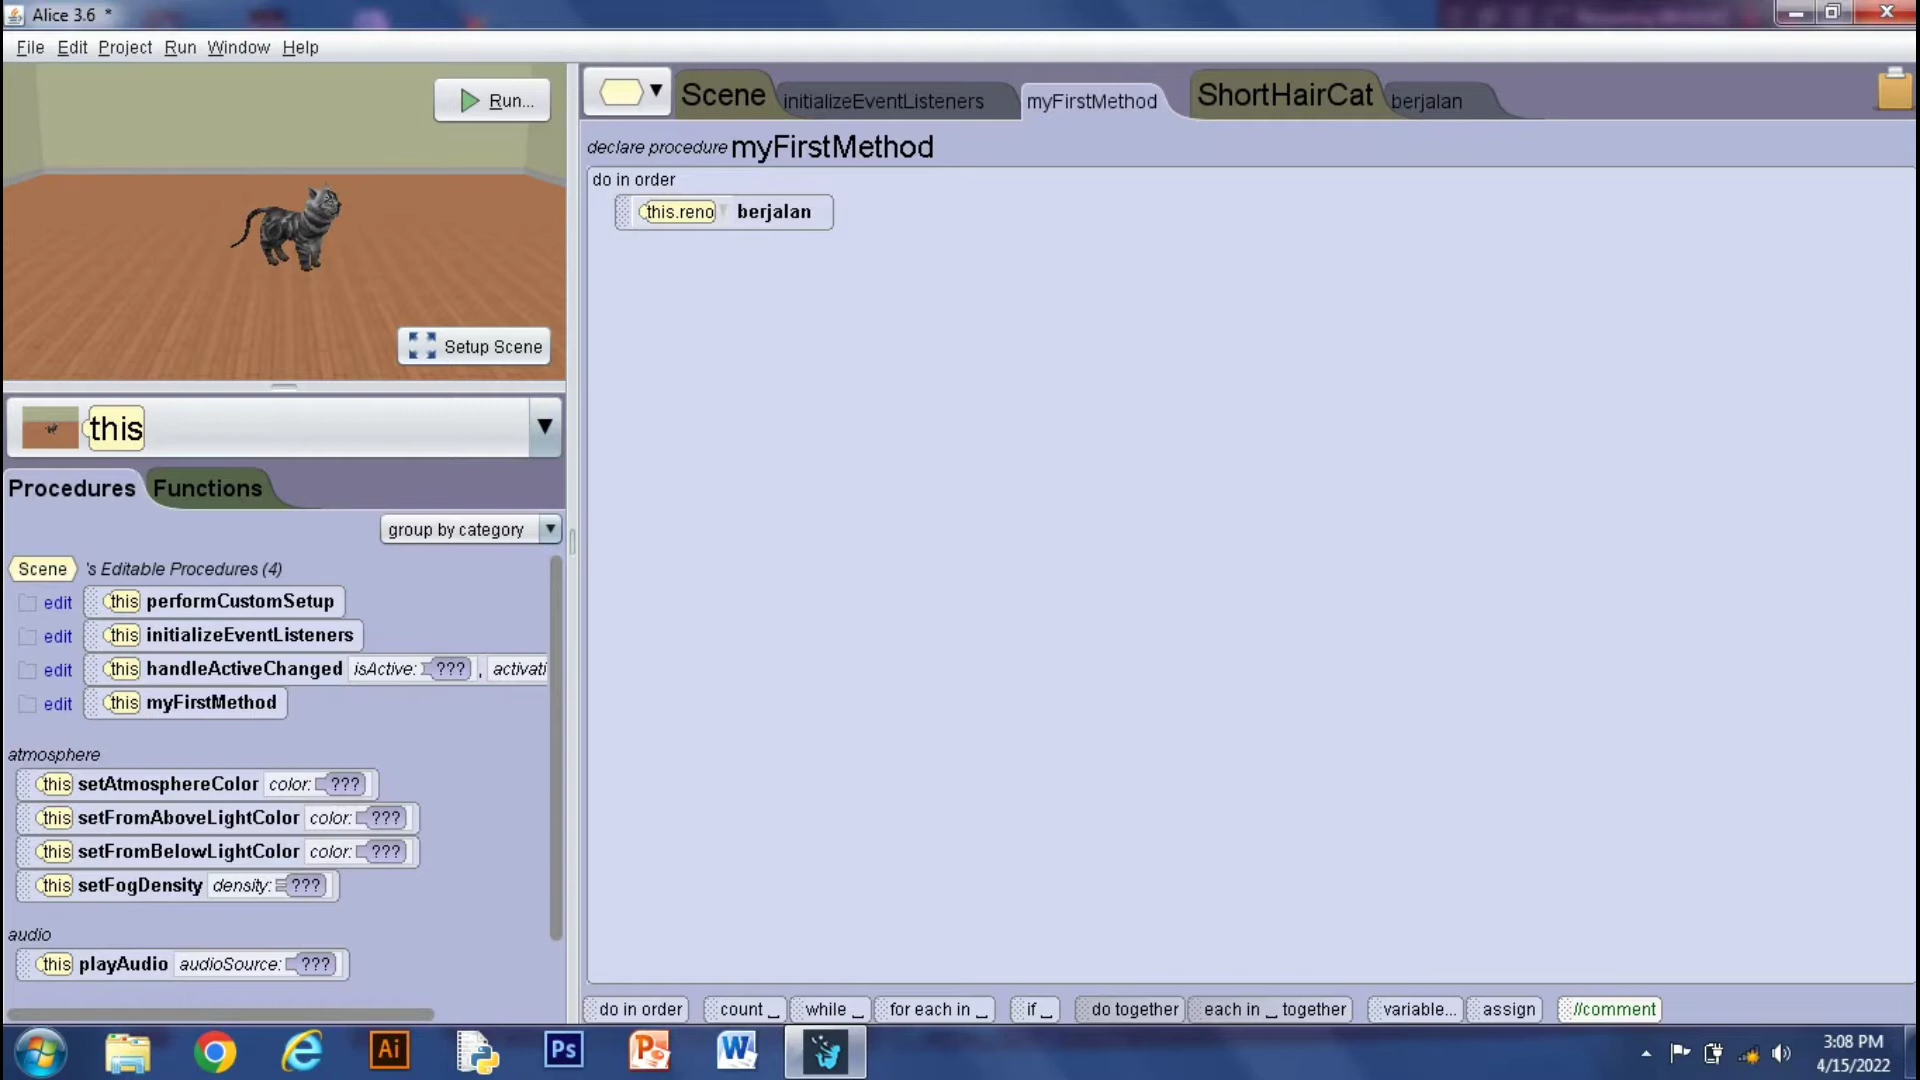 Alice 3.6 *
File Edit Project Run Window Help
Run...
Setup Scene
this
Procedures Functions
group by category
Scene 's Editable Procedures (4)
edit this performCustomSetup
edit this initializeEventListeners
edit this handleActiveChanged isActive: ??? , activati
edit this myFirstMethod
atmosphere
this setAtmosphereColor color: ???
this setFromAboveLightColor color: ???
this setFromBelowLightColor color: ???
this setFogDensity density: ???
audio
this playAudio audioSource: ???
Scene initializeEventListeners myFirstMethod ShortHairCat berjalan
declare procedure myFirstMethod
do in order
this.reno berjalan
do in order count _ while _ for each in _ if _ do together each in _ together variable... assign //comment
Ai Ps P W
3:08 PM
4/15/2022